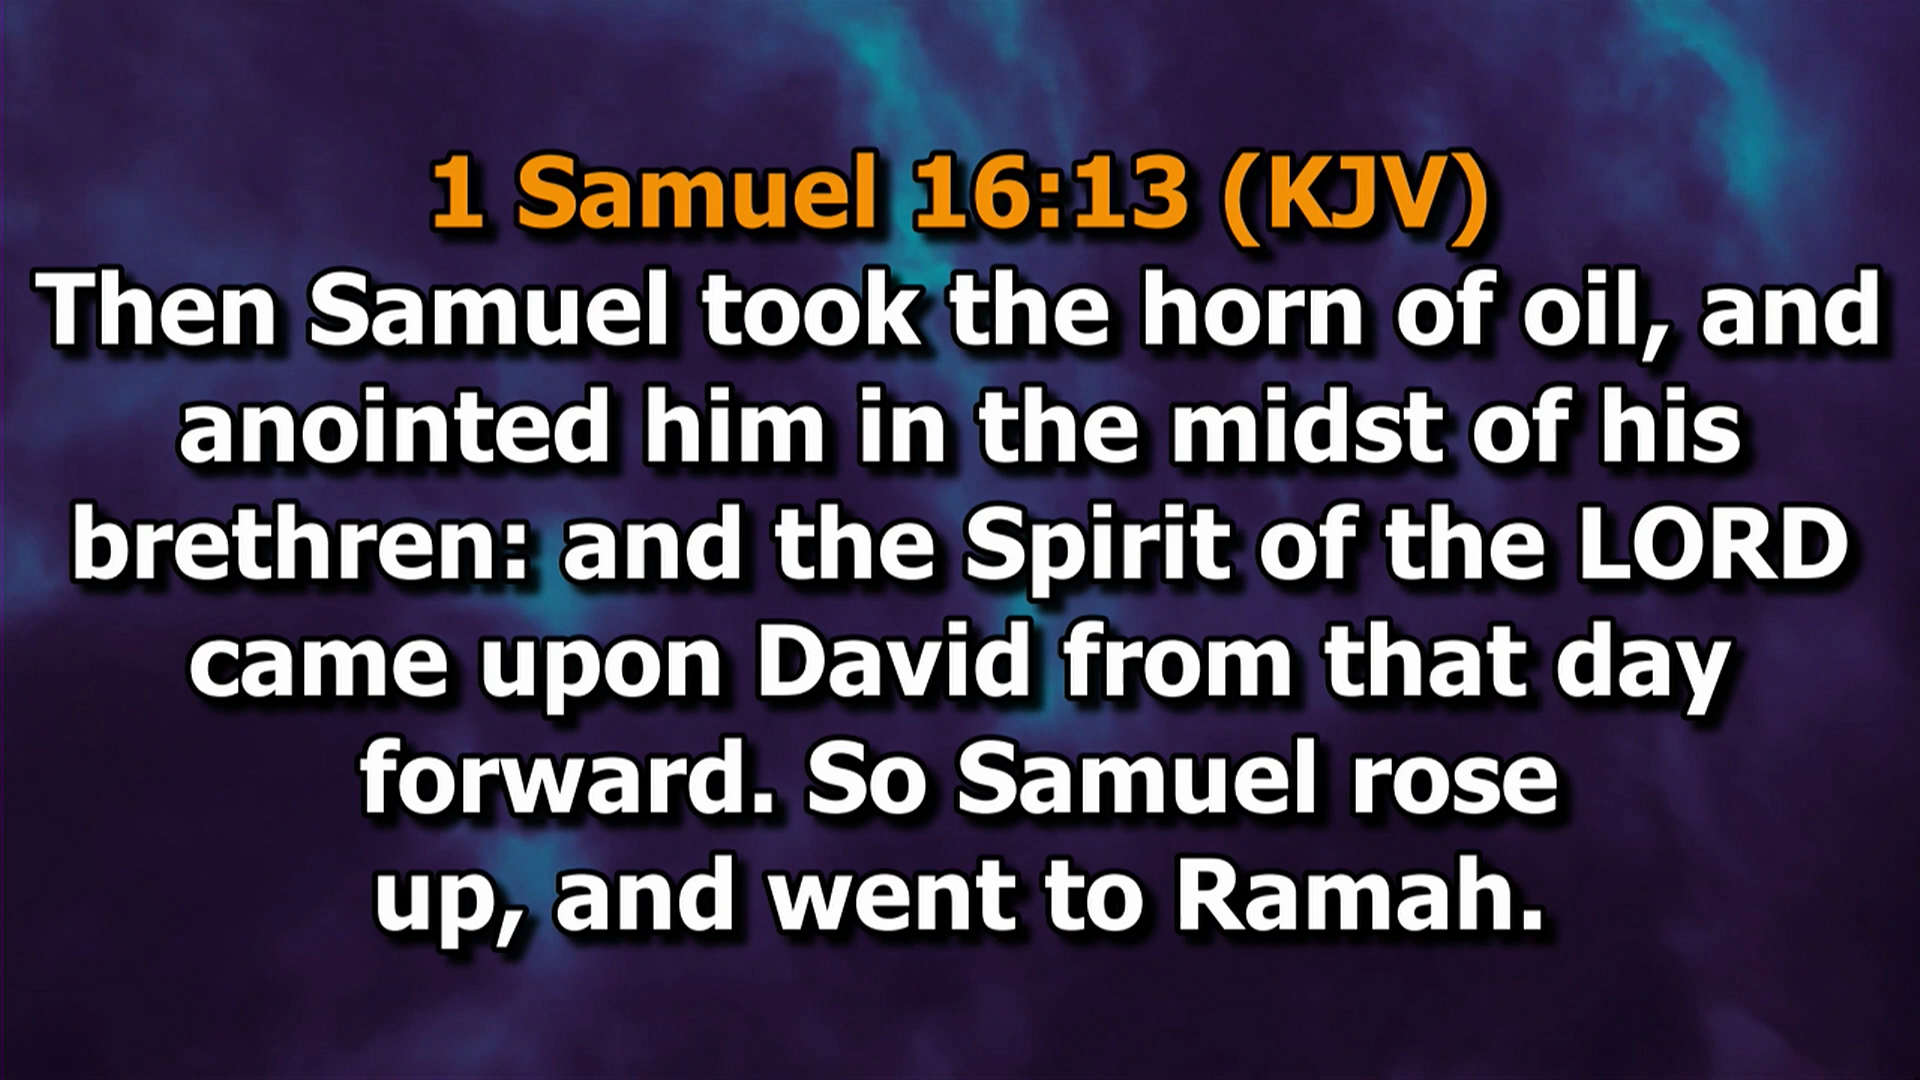 1 Samuel 16:13 (KJV)
Then Samuel took the horn of oil, and
anointed him in the midst of his
brethren: and the Spirit of the LORD
came upon David from that day
forward. So Samuel rose
up, and went to Ramah.